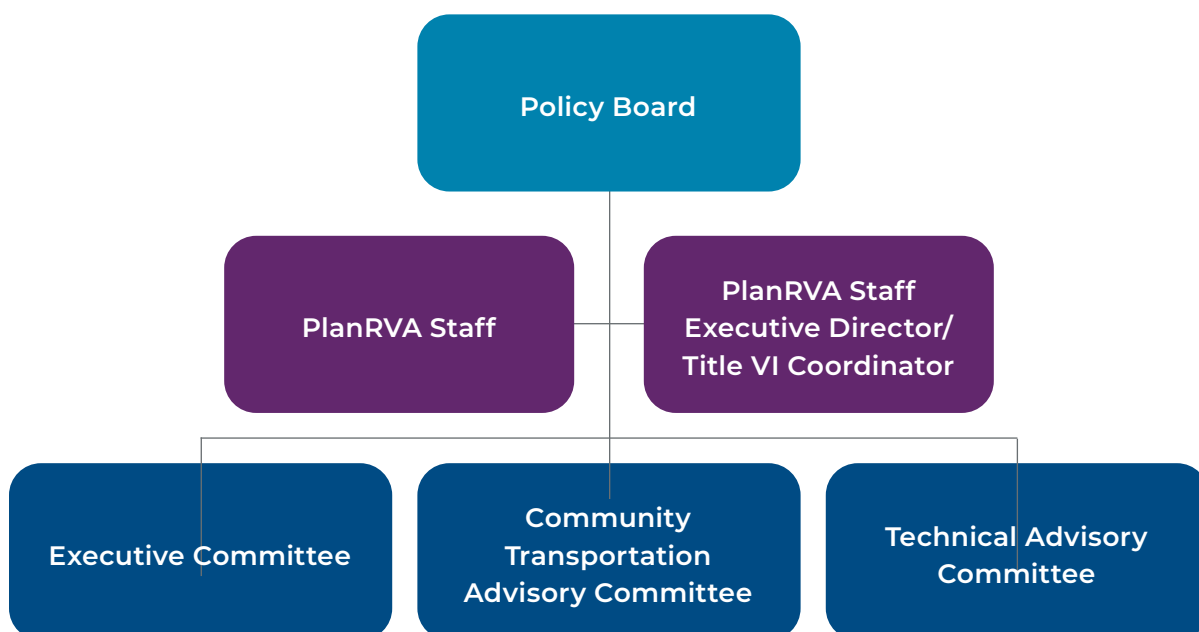 Policy Board
PlanRVA Staff
PlanRVA Staff
Executive Director/
Title VI Coordinator
Executive Committee
Community
Transportation
Advisory Committee
Technical Advisory
Committee